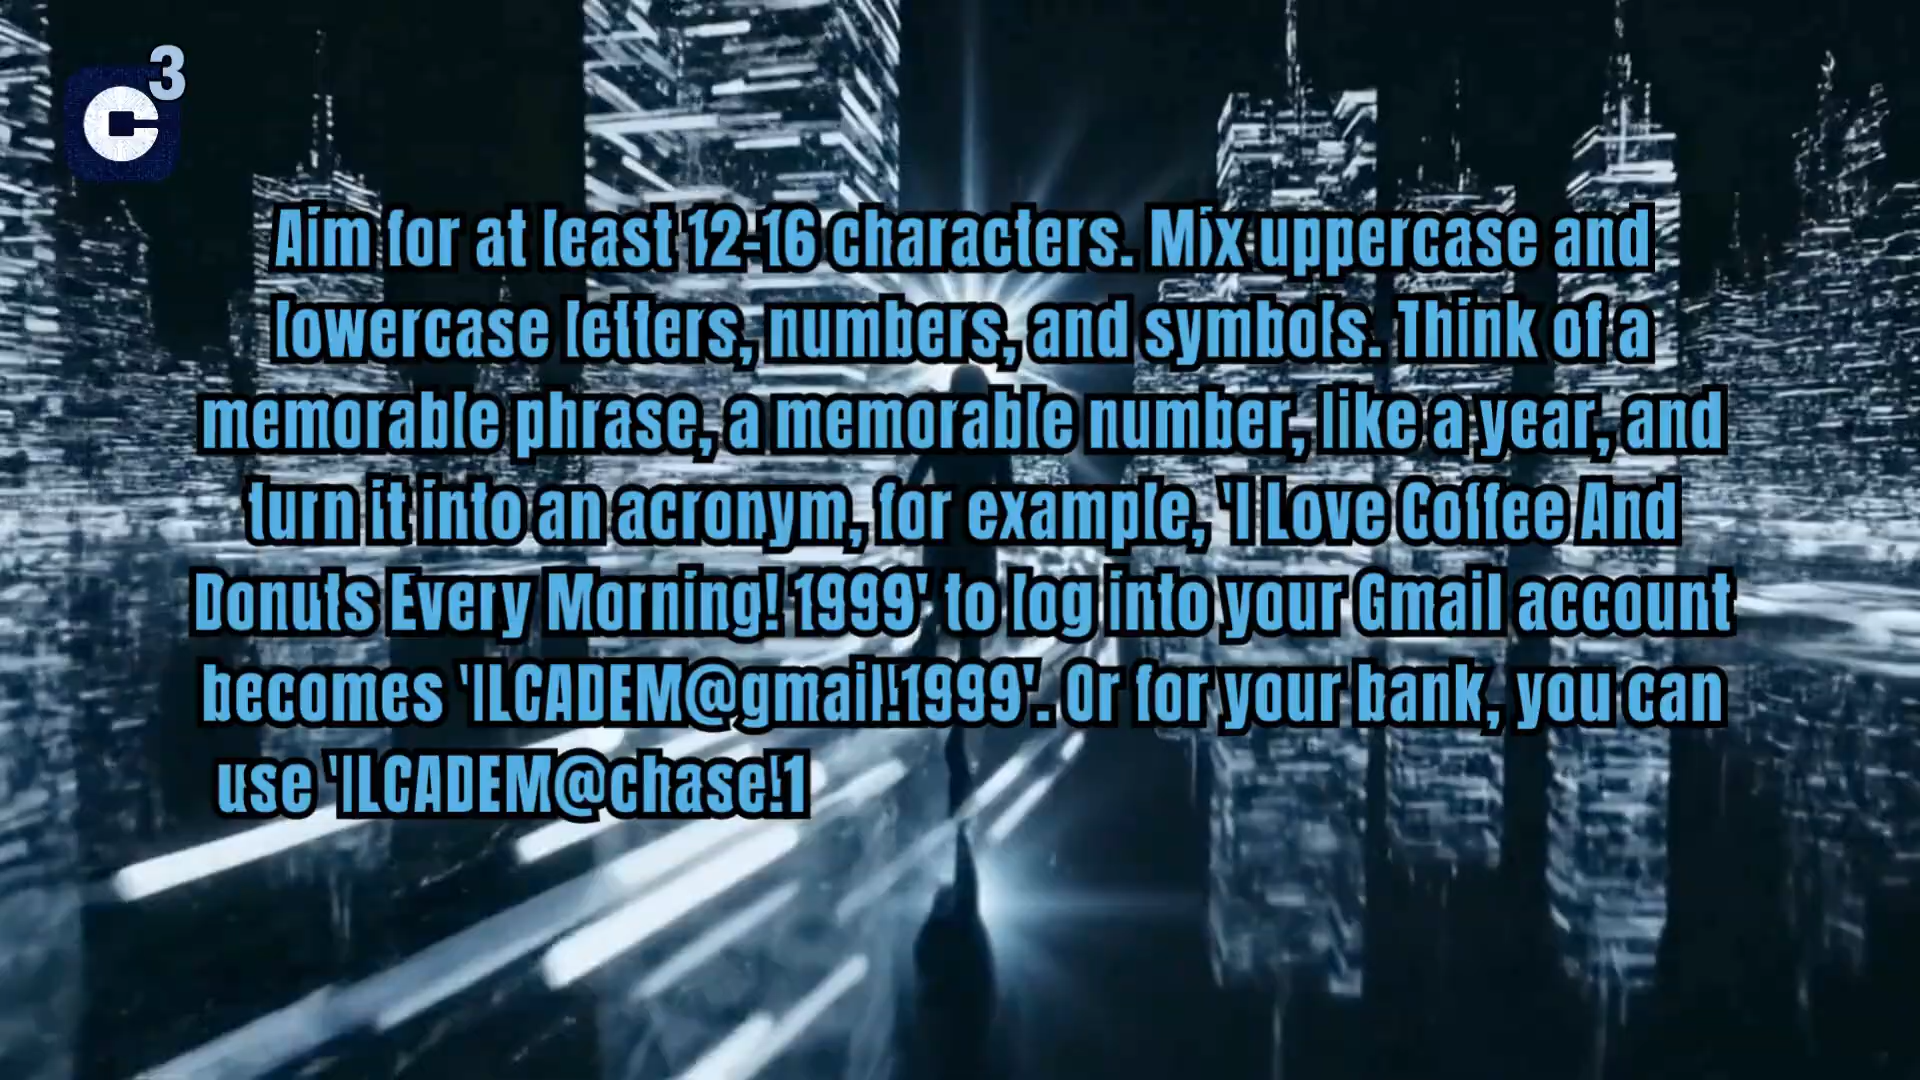 C3
Aim for at least 12-16 characters. Mix uppercase and
lowercase letters, numbers, and symbols. Think of a
memorable phrase, a memorable number, like a year, and
turn it into an acronym, for example, 'I Love Coffee And
Donuts Every Morning! 1999' to log into your Gmail account
becomes 'ILCADEM@gmail!1999'. Or for your bank, you can
use 'ILCADEM@chase!1